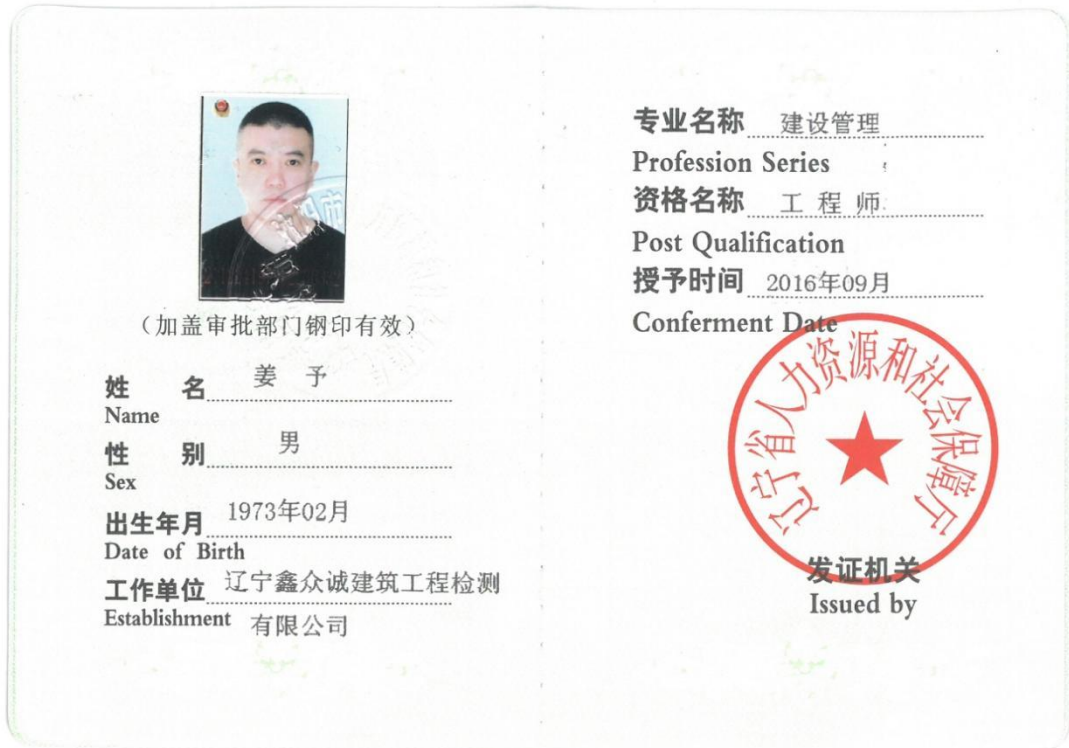 （加盖审批部门钢印有效）
姓 名 姜 予
Name
性 别 男
Sex
出生年月 1973年02月
Date of Birth
工作单位 辽宁鑫众诚建筑工程检测
Establishment 有限公司
专业名称 建设管理
Profession Series
资格名称 工 程 师
Post Qualification
授予时间 2016年09月
Conferment Date
辽宁省人力资源和社会保障厅
发证机关
Issued by